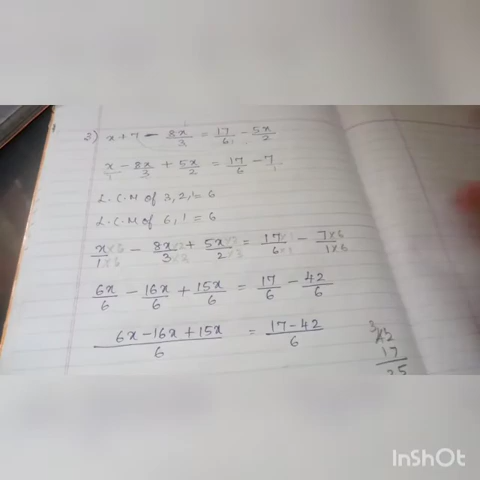 3) x+7 - 8x/3 = 17/6 - 5x/2
x/1 - 8x/3 + 5x/2 = 17/6 - 7/1
L.C.M of 3,2,1 = 6
L.C.M of 6,1 = 6
x×6/1×6 - 8x×2/3×2 + 5x×3/2×3 = 17×1/6×1 - 7×6/1×6
6x/6 - 16x/6 + 15x/6 = 17/6 - 42/6
6x-16x+15x/6 = 17-42/6
42
17
25
InShOt